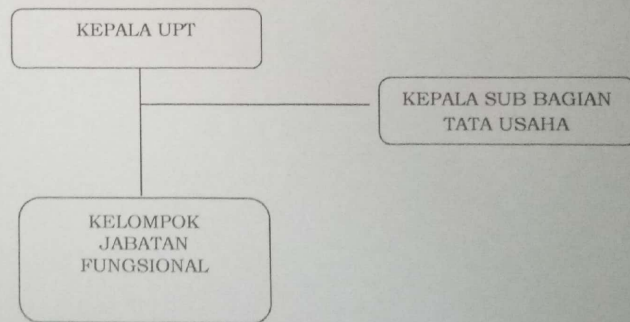 KEPALA UPT
KEPALA SUB BAGIAN
TATA USAHA
KELOMPOK
JABATAN
FUNGSIONAL